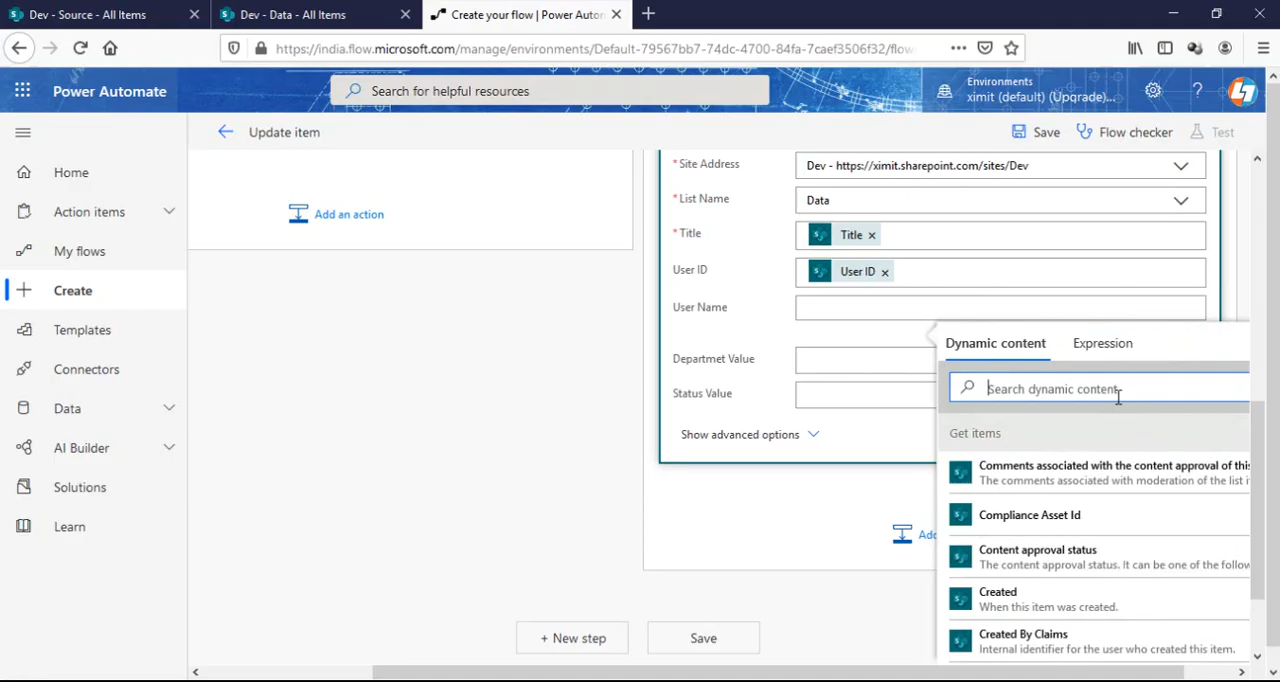 Dev - Source - All Items
Dev - Data - All Items
Create your flow | Power Autor
https://india.flow.microsoft.com/manage/environments/Default-79567bb7-74dc-4700-84fa-7caef3506f32/flow
Power Automate
Search for helpful resources
Environments
ximit (default) (Upgrade)...
Update item
Save
Flow checker
Test
Home
Action items
My flows
Create
Templates
Connectors
Data
AI Builder
Solutions
Learn
Add an action
* Site Address
Dev - https://ximit.sharepoint.com/sites/Dev
* List Name
Data
* Title
Title
User ID
User ID
User Name
Departmet Value
Status Value
Show advanced options
Add
Dynamic content
Expression
Search dynamic content
Get items
Comments associated with the content approval of this
The comments associated with moderation of the list i
Compliance Asset Id
Content approval status
The content approval status. It can be one of the follow
Created
When this item was created.
Created By Claims
Internal identifier for the user who created this item.
+ New step
Save